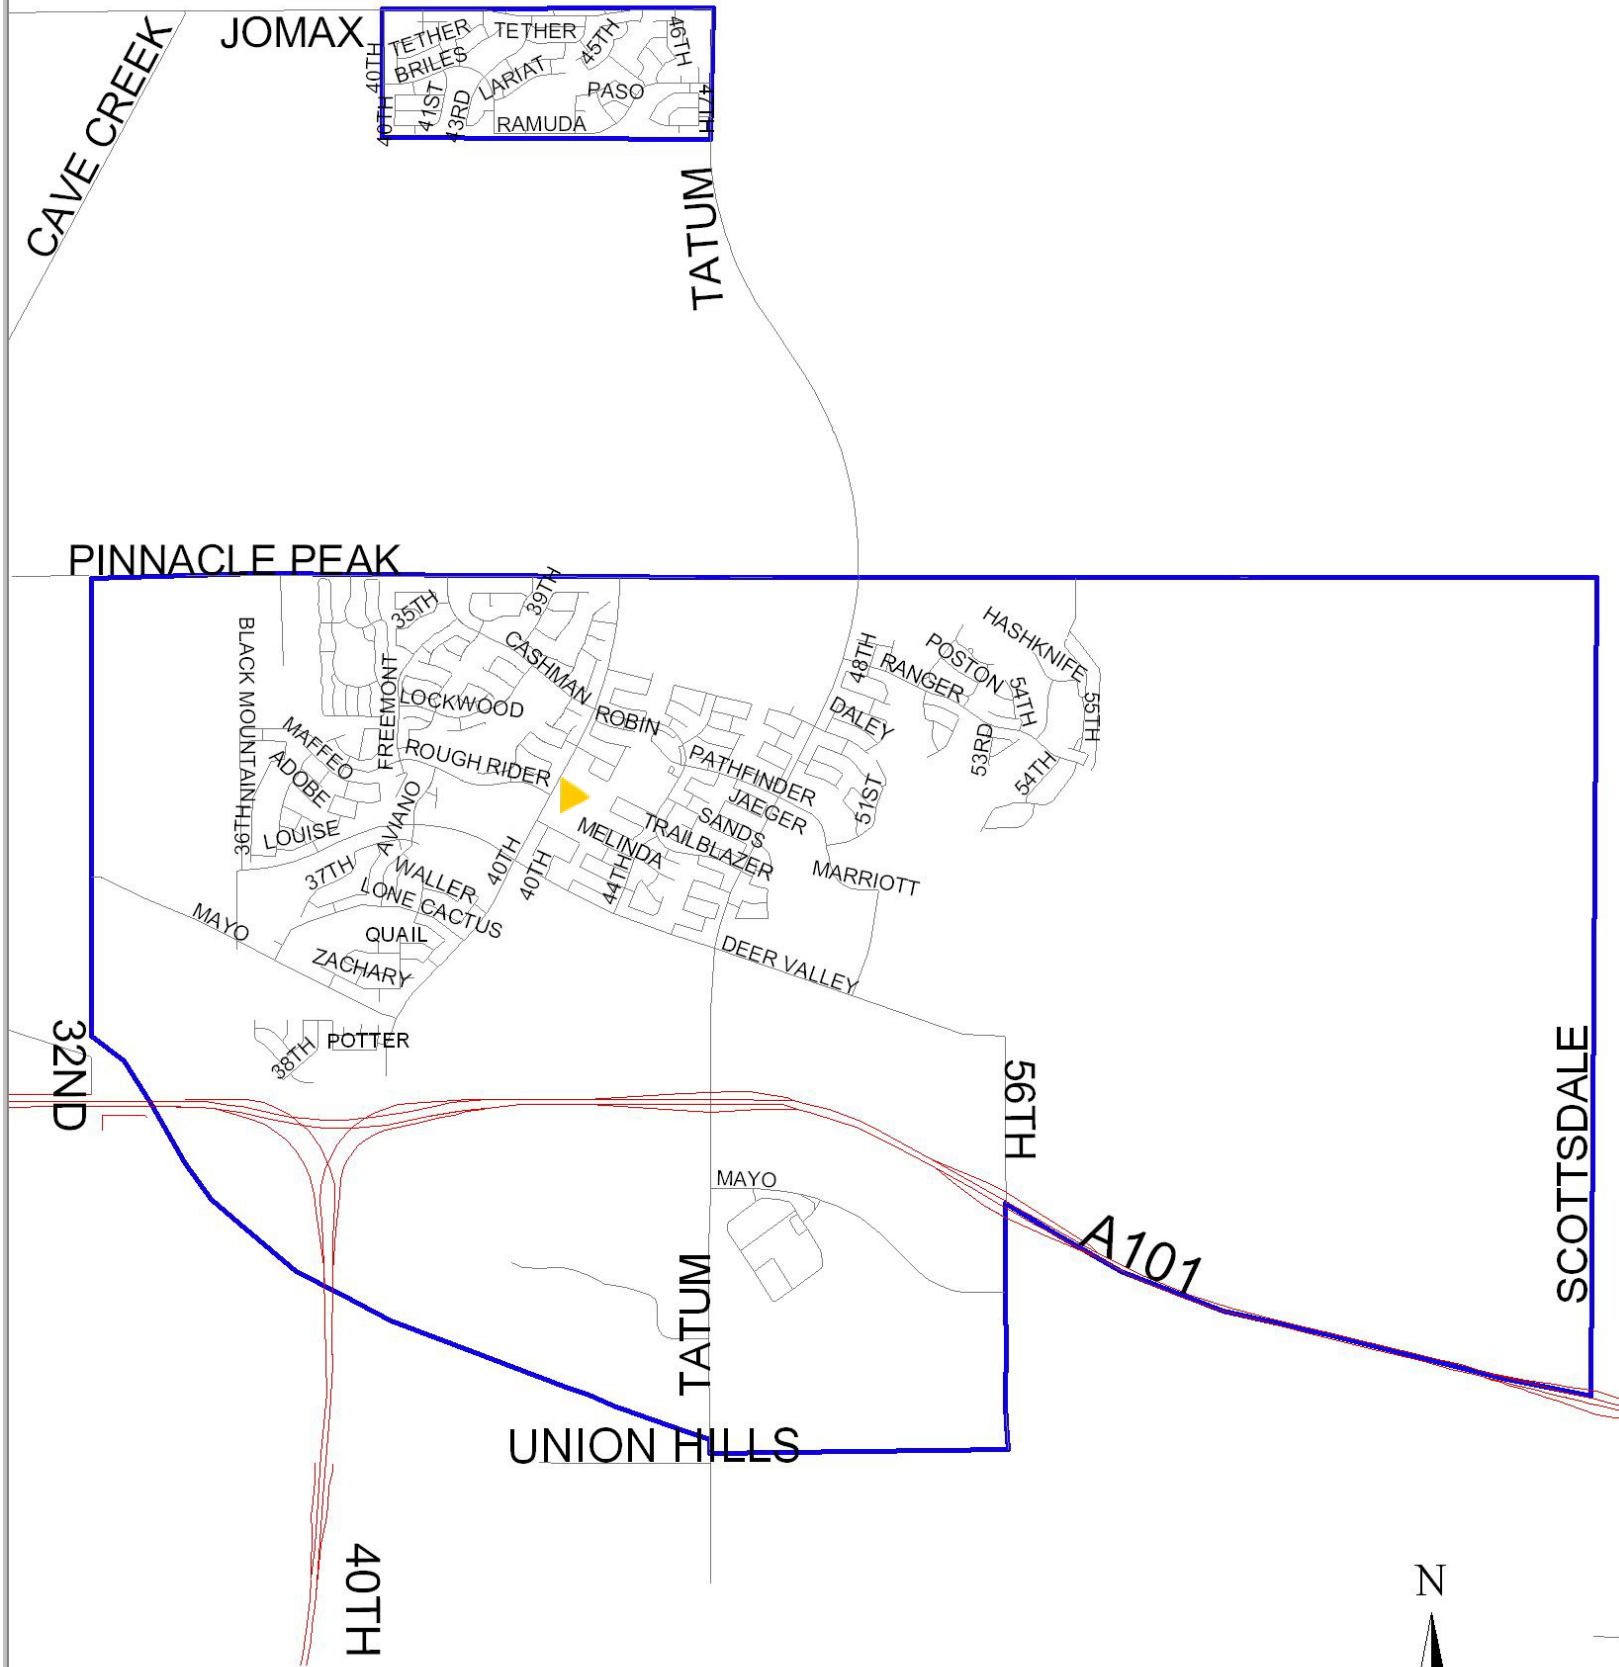 JOMAX
CAVE CREEK
40TH
40TH
TETHER
TETHER
45TH
46TH
BRILES
LARIAT
41ST
43RD
PASO
47TH
RAMUDA
TATUM
PINNACLE PEAK
35TH
39TH
BLACK MOUNTAIN
36TH
FREEMONT
CASHMAN
LOCKWOOD
ROBIN
48TH
RANGER
POSTON
HASHKNIFE
54TH
55TH
DALEY
53RD
54TH
MAFFEO
ADOBE
ROUGH RIDER
PATHFINDER
JAEGER
51ST
SANDS
LOUISE
AVIANO
MELINDA
TRAILBLAZER
MARRIOTT
37TH
WALLER
40TH
40TH
44TH
LONE CACTUS
MAYO
QUAIL
ZACHARY
DEER VALLEY
32ND
38TH
POTTER
56TH
SCOTTSDALE
MAYO
A101
TATUM
UNION HILLS
40TH
N